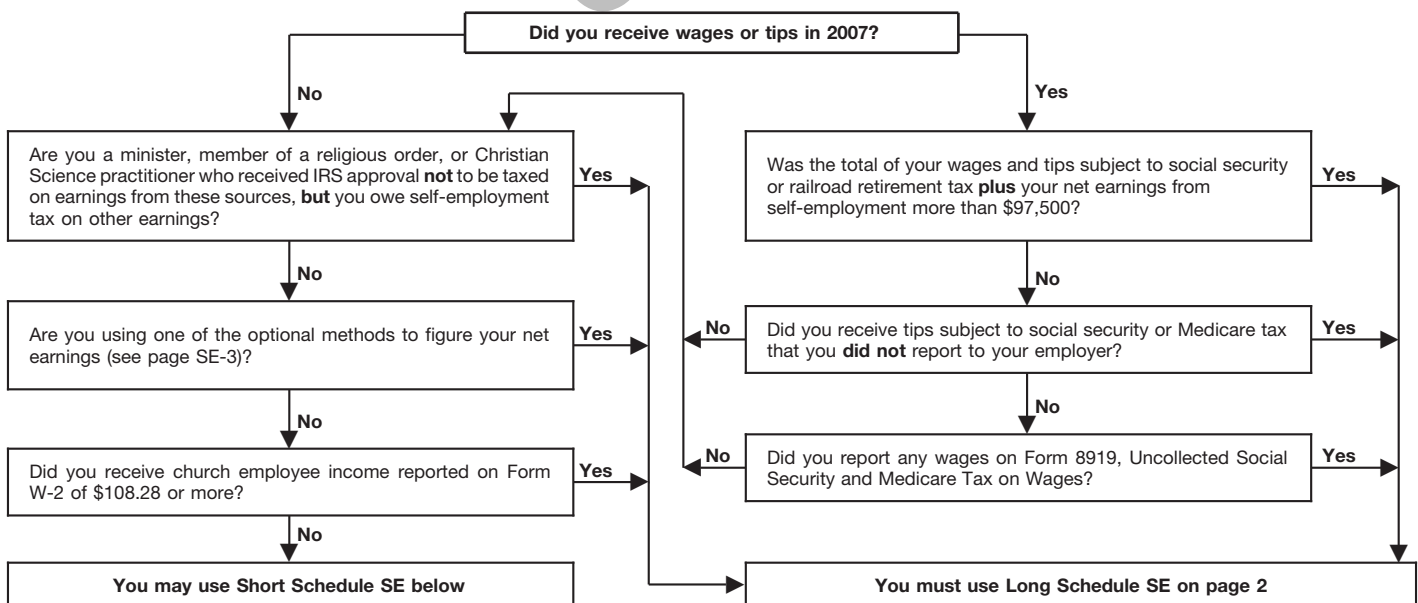 Did you receive wages or tips in 2007?
No
Yes
Are you a minister, member of a religious order, or Christian
Science practitioner who received IRS approval not to be taxed
on earnings from these sources, but you owe self-employment
tax on other earnings?
Yes
Was the total of your wages and tips subject to social security
or railroad retirement tax plus your net earnings from
self-employment more than $97,500?
Yes
No
No
Are you using one of the optional methods to figure your net
earnings (see page SE-3)?
Yes
No
Did you receive tips subject to social security or Medicare tax
that you did not report to your employer?
Yes
No
No
Did you receive church employee income reported on Form
W-2 of $108.28 or more?
Yes
No
Did you report any wages on Form 8919, Uncollected Social
Security and Medicare Tax on Wages?
Yes
No
You may use Short Schedule SE below
You must use Long Schedule SE on page 2